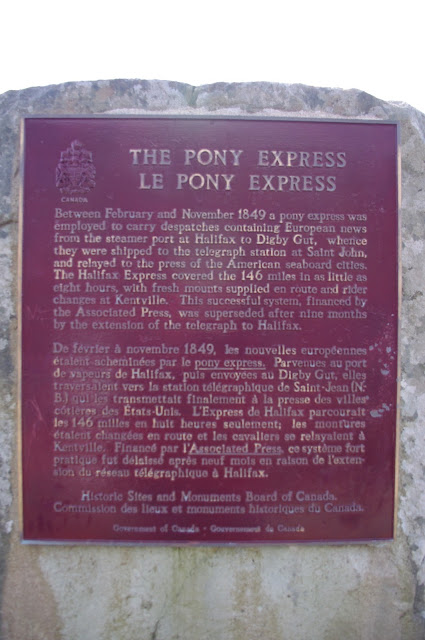 CANADA
THE PONY EXPRESS
LE PONY EXPRESS
Between February and November 1849 a pony express was
employed to carry despatches containing European news
from the steamer port at Halifax to Digby Gut, whence
they were shipped to the telegraph station at Saint John,
and relayed to the press of the American seaboard cities.
The Halifax Express covered the 146 miles in as little as
eight hours, with fresh mounts supplied en route and rider
changes at Kentville. This successful system, financed by
the Associated Press, was superseded after nine months
by the extension of the telegraph to Halifax.
De février à novembre 1849, les nouvelles européennes
étaient acheminées par le pony express. Parvenues au port
de vapeurs de Halifax, puis envoyées au Digby Gut, elles
traversaient vers la station télégraphique de Saint-Jean (N.-
B.) qui les transmettait finalement à la presse des villes
côtières des États-Unis. L'Express de Halifax parcourait
les 146 milles en huit heures seulement; les montures
étaient changées en route et les cavaliers se relayaient à
Kentville. Financé par l'Associated Press, ce système fort
pratique fut délaissé après neuf mois en raison de l'exten-
sion du réseau télégraphique à Halifax.
Historic Sites and Monuments Board of Canada.
Commission des lieux et monuments historiques du Canada.
Government of Canada · Gouvernement du Canada